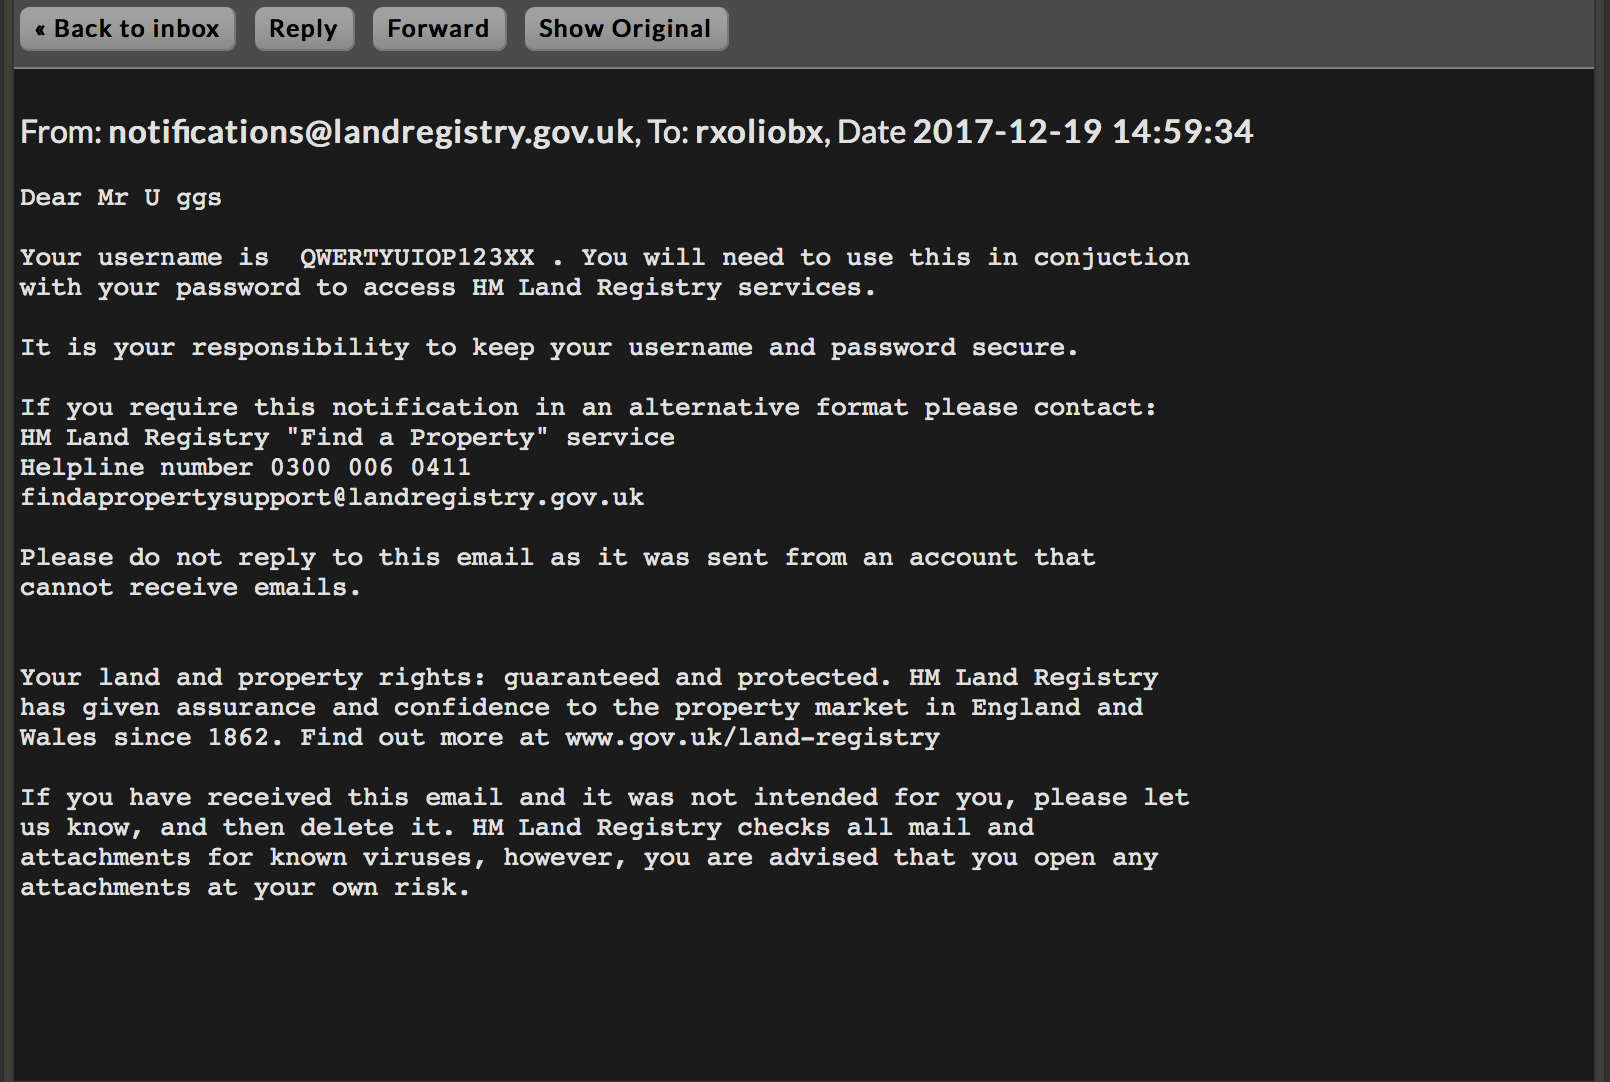 « Back to inbox Reply Forward Show Original
From: notifications@landregistry.gov.uk, To: rxoliobx, Date 2017-12-19 14:59:34
Dear Mr U ggs
Your username is  QWERTYUIOP123XX . You will need to use this in conjuction
with your password to access HM Land Registry services.
It is your responsibility to keep your username and password secure.
If you require this notification in an alternative format please contact:
HM Land Registry "Find a Property" service
Helpline number 0300 006 0411
findapropertysupport@landregistry.gov.uk
Please do not reply to this email as it was sent from an account that
cannot receive emails.
Your land and property rights: guaranteed and protected. HM Land Registry
has given assurance and confidence to the property market in England and
Wales since 1862. Find out more at www.gov.uk/land-registry
If you have received this email and it was not intended for you, please let
us know, and then delete it. HM Land Registry checks all mail and
attachments for known viruses, however, you are advised that you open any
attachments at your own risk.